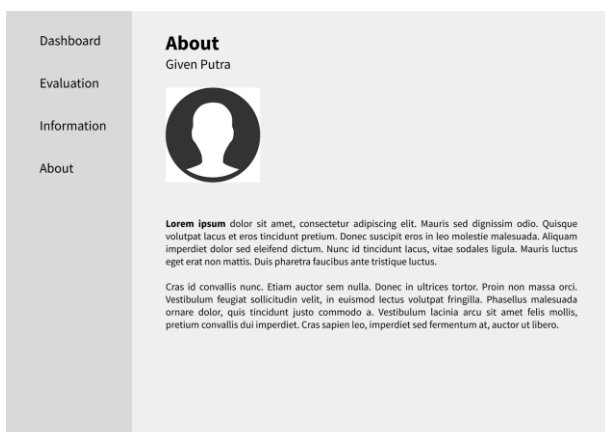 Dashboard
Evaluation
Information
About
About
Given Putra
Lorem ipsum dolor sit amet, consectetur adipiscing elit. Mauris sed dignissim odio. Quisque
volutpat lacus et eros tincidunt pretium. Donec suscipit eros in leo molestie malesuada. Aliquam
imperdiet dolor sed eleifend dictum. Nunc id tincidunt lacus, vitae sodales ligula. Mauris luctus
eget erat non mattis. Duis pharetra faucibus ante tristique luctus.
Cras id convallis nunc. Etiam auctor sem nulla. Donec in ultrices tortor. Proin non massa orci.
Vestibulum feugiat sollicitudin velit, in euismod lectus volutpat fringilla. Phasellus malesuada
ornare dolor, quis tincidunt justo commodo a. Vestibulum lacinia arcu sit amet felis mollis,
pretium convallis dui imperdiet. Cras sapien leo, imperdiet sed fermentum at, auctor ut libero.